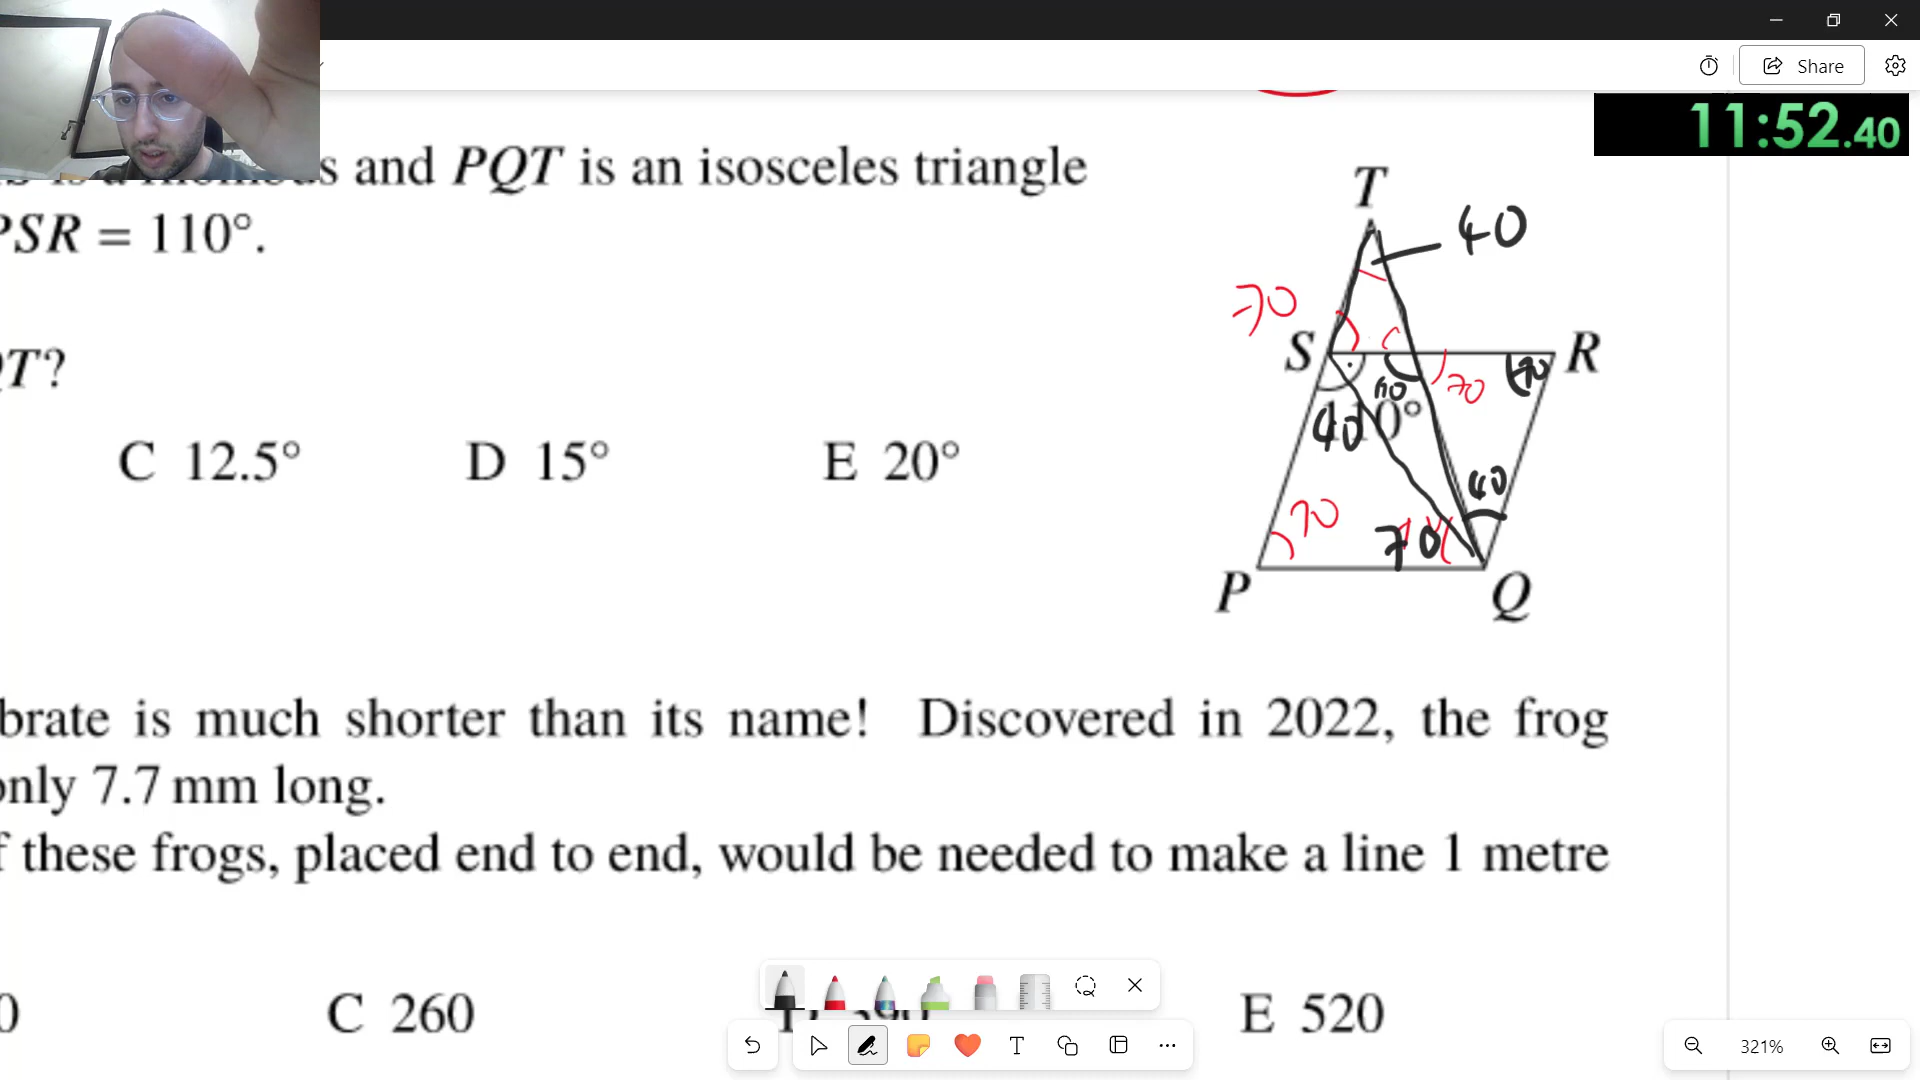 Share
11:52.40
s and PQT is an isosceles triangle
PSR = 110°.
T
40
70
S
R
70
70
110
40
40
70
70
P
Q
QT?
C 12.5°
D 15°
E 20°
brate is much shorter than its name! Discovered in 2022, the frog
only 7.7 mm long.
f these frogs, placed end to end, would be needed to make a line 1 metre
0
C 260
E 520
321%